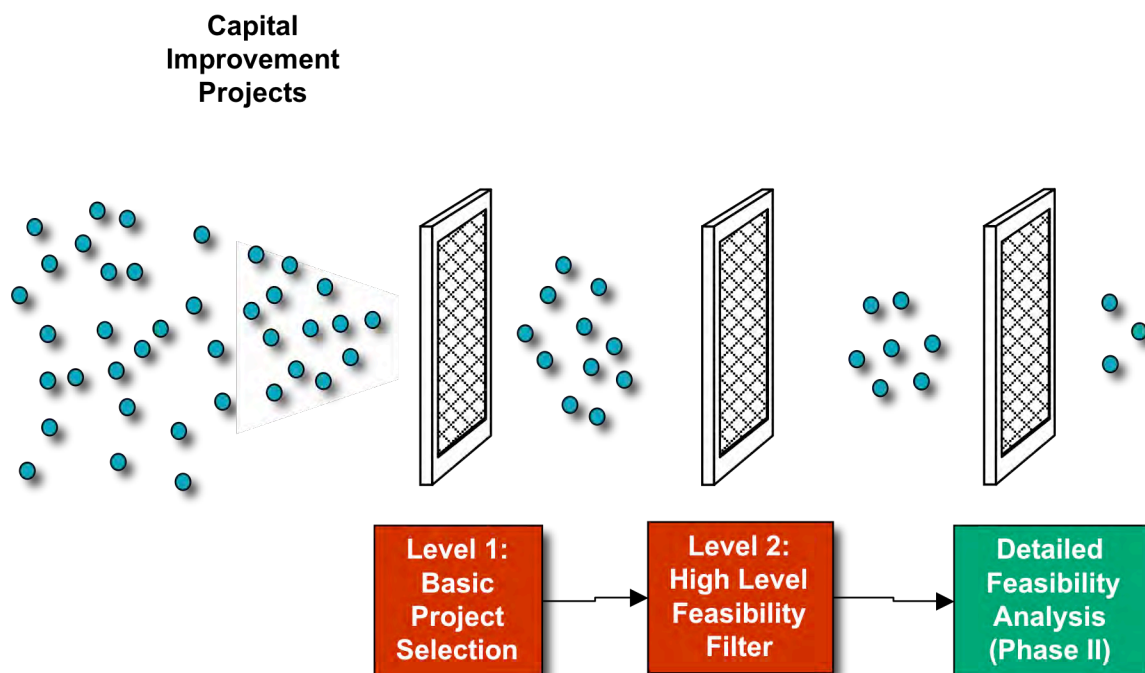 Capital
Improvement
Projects
Level 1:
Basic
Project
Selection
Level 2:
High Level
Feasibility
Filter
Detailed
Feasibility
Analysis
(Phase II)